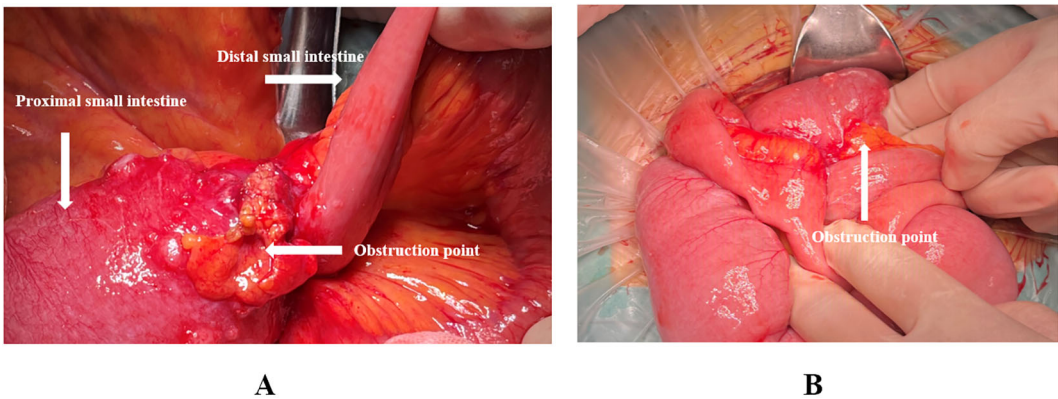 Distal small intestine
Proximal small intestine
Obstruction point
Obstruction point
A
B